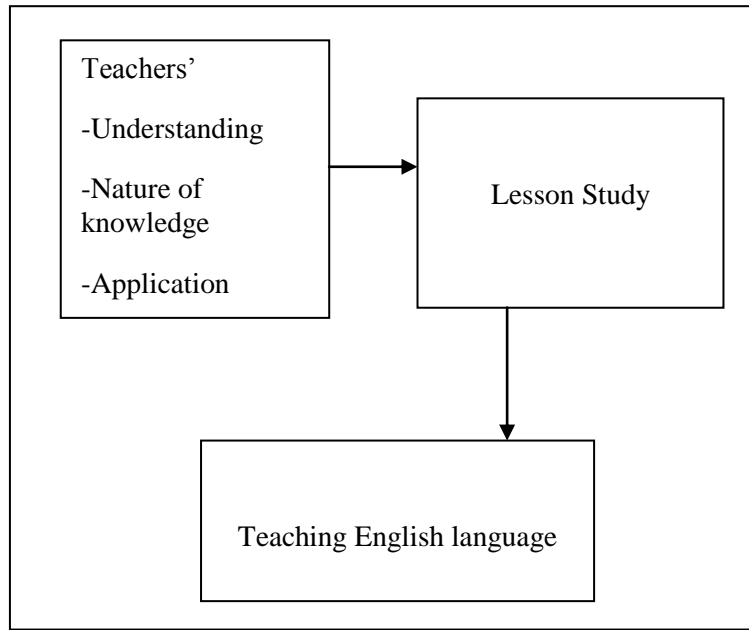 Teachers’
-Understanding
-Nature of
knowledge
-Application
Lesson Study
Teaching English language